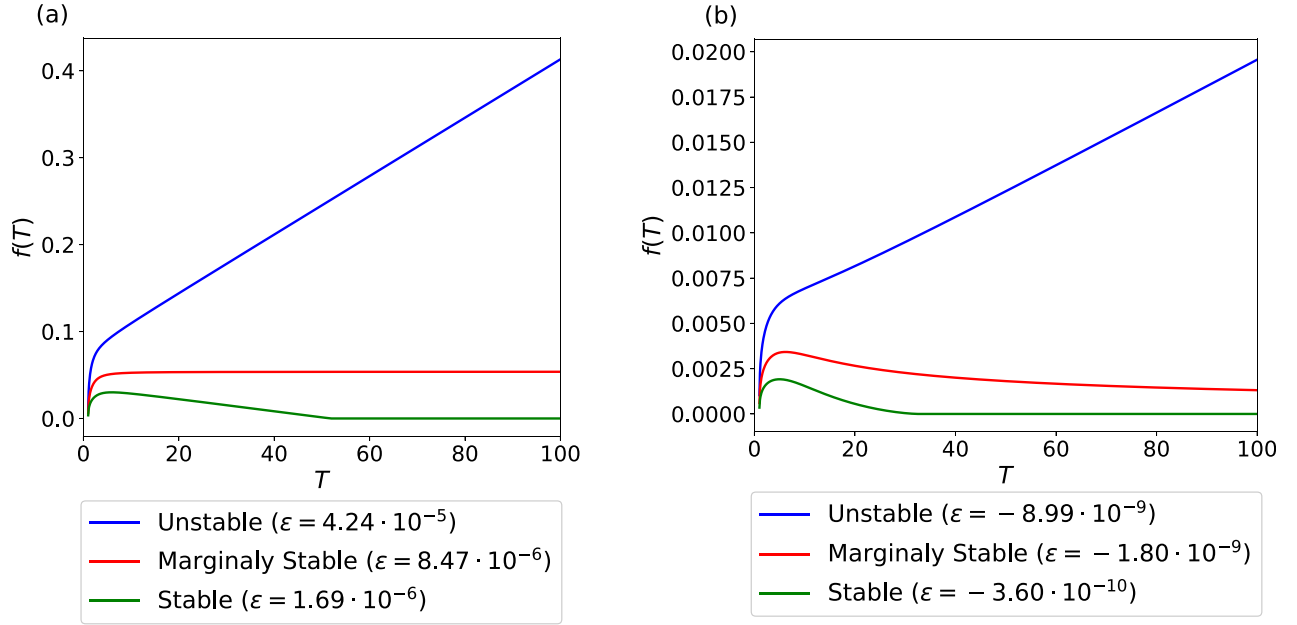 (a)
f(T)
0.4
0.3
0.2
0.1
0.0
0 20 40 60 80 100
T
Unstable (ε = 4.24 · 10⁻⁵)
Marginaly Stable (ε = 8.47 · 10⁻⁶)
Stable (ε = 1.69 · 10⁻⁶)
(b)
f(T)
0.0200
0.0175
0.0150
0.0125
0.0100
0.0075
0.0050
0.0025
0.0000
0 20 40 60 80 100
T
Unstable (ε = − 8.99 · 10⁻⁹)
Marginaly Stable (ε = − 1.80 · 10⁻⁹)
Stable (ε = − 3.60 · 10⁻¹⁰)